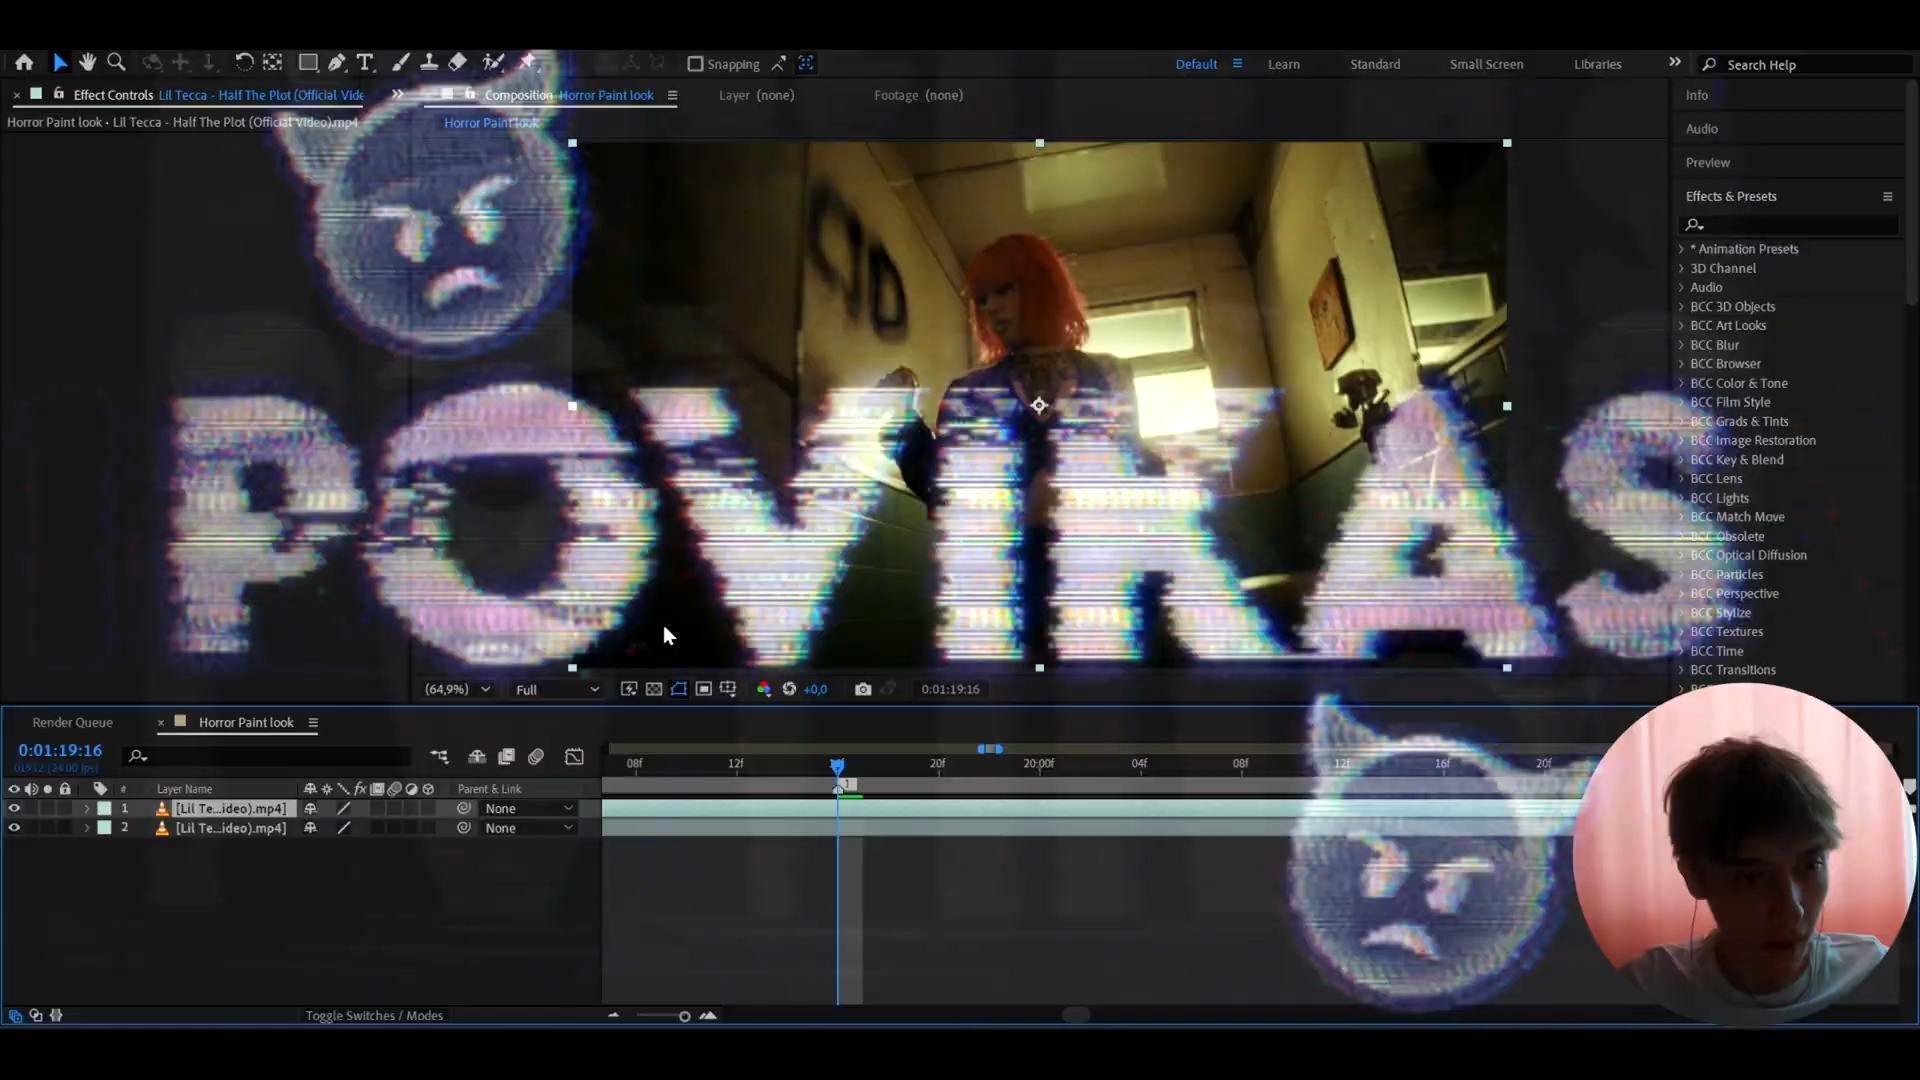 Snapping
Default
Learn
Standard
Small Screen
Libraries
Search Help
Effect Controls Lil Tecca - Half The Plot (Official Vide
Composition Horror Paint look
Layer (none)
Footage (none)
Horror Paint look • Lil Tecca - Half The Plot (Official Video).mp4
Horror Paint look
Info
Audio
Preview
Effects & Presets
* Animation Presets
3D Channel
Audio
BCC 3D Objects
BCC Art Looks
BCC Blur
BCC Browser
BCC Color & Tone
BCC Film Style
BCC Grads & Tints
BCC Image Restoration
BCC Key & Blend
BCC Lens
BCC Lights
BCC Match Move
BCC Obsolete
BCC Optical Diffusion
BCC Particles
BCC Perspective
BCC Stylize
BCC Textures
BCC Time
BCC Transitions
POVIKAS
(64,9%)
Full
+0,0
0:01:19:16
Render Queue
Horror Paint look
0:01:19:16
01912 (24.00 fps)
08f
12f
20f
20:00f
04f
08f
12f
16f
20f
1
# Layer Name
Parent & Link
1 [Lil Te...ideo).mp4] None
2 [Lil Te...ideo).mp4] None
Toggle Switches / Modes